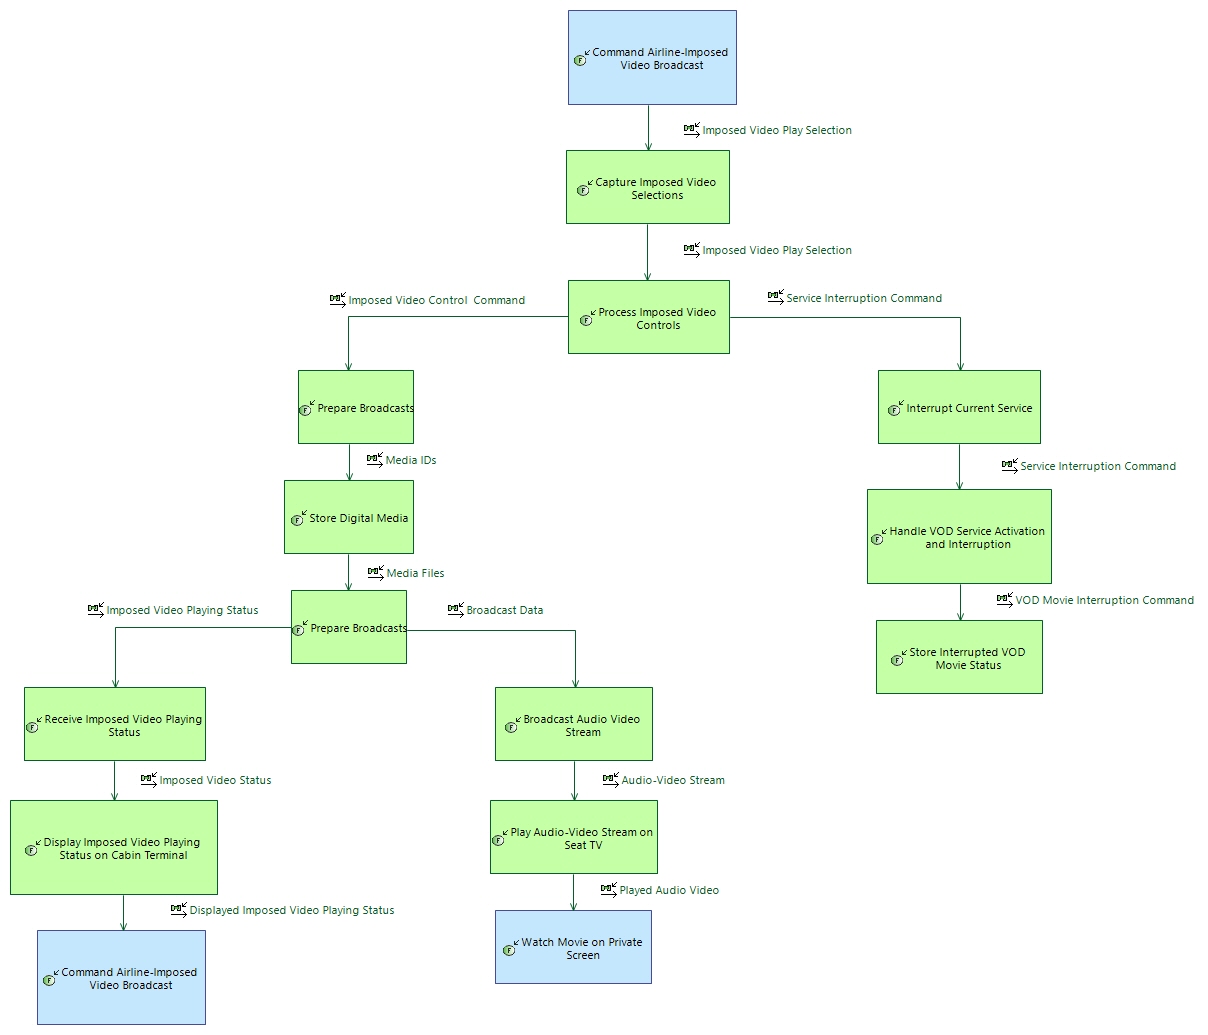 Command Airline-Imposed
Video Broadcast
Imposed Video Play Selection
Capture Imposed Video
Selections
Imposed Video Play Selection
Imposed Video Control  Command
Process Imposed Video
Controls
Service Interruption Command
Prepare Broadcasts
Interrupt Current Service
Media IDs
Service Interruption Command
Store Digital Media
Handle VOD Service Activation
and Interruption
Media Files
VOD Movie Interruption Command
Imposed Video Playing Status
Prepare Broadcasts
Broadcast Data
Store Interrupted VOD
Movie Status
Receive Imposed Video Playing
Status
Broadcast Audio Video
Stream
Imposed Video Status
Audio-Video Stream
Display Imposed Video Playing
Status on Cabin Terminal
Play Audio-Video Stream on
Seat TV
Displayed Imposed Video Playing Status
Played Audio Video
Command Airline-Imposed
Video Broadcast
Watch Movie on Private
Screen